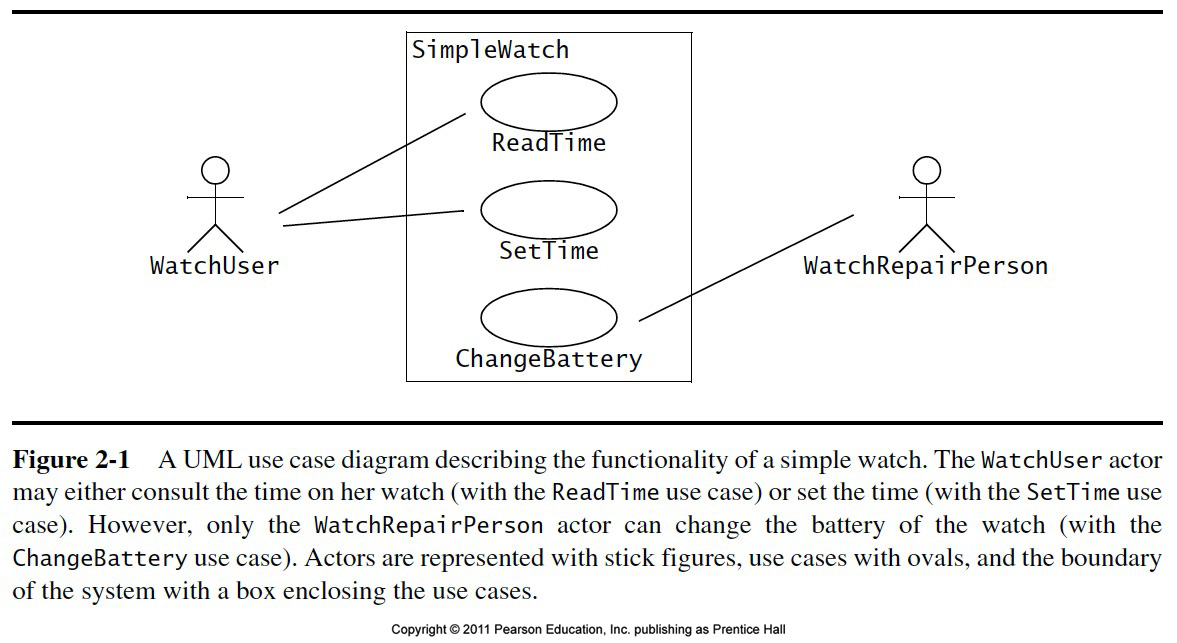 SimpleWatch
ReadTime
SetTime
WatchUser
WatchRepairPerson
ChangeBattery
Figure 2-1 A UML use case diagram describing the functionality of a simple watch. The WatchUser actor
may either consult the time on her watch (with the ReadTime use case) or set the time (with the SetTime use
case). However, only the WatchRepairPerson actor can change the battery of the watch (with the
ChangeBattery use case). Actors are represented with stick figures, use cases with ovals, and the boundary
of the system with a box enclosing the use cases.
Copyright © 2011 Pearson Education, Inc. publishing as Prentice Hall